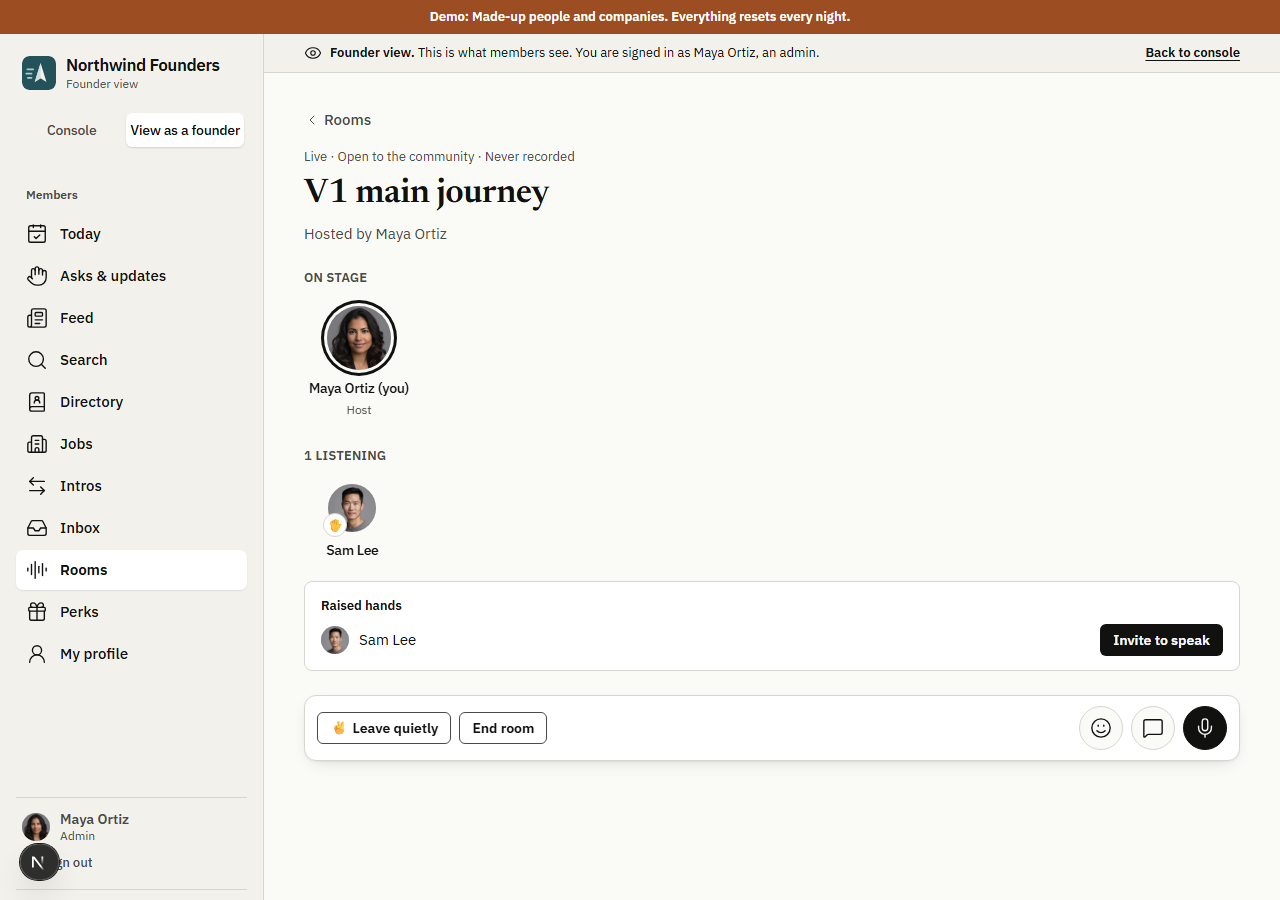 Demo: Made-up people and companies. Everything resets every night.
Northwind Founders
Founder view
Console
View as a founder
Members
Today
Asks & updates
Feed
Search
Directory
Jobs
Intros
Inbox
Rooms
Perks
My profile
Maya Ortiz
Admin
N
gn out
Founder view. This is what members see. You are signed in as Maya Ortiz, an admin.
Back to console
Rooms
Live · Open to the community · Never recorded
V1 main journey
Hosted by Maya Ortiz
ON STAGE
Maya Ortiz (you)
Host
1 LISTENING
Sam Lee
Raised hands
Sam Lee
Invite to speak
Leave quietly
End room